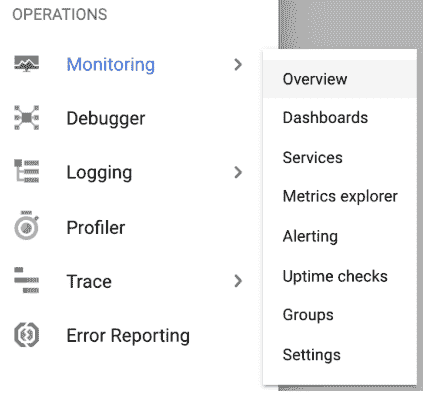 OPERATIONS
Monitoring
Debugger
Logging
Profiler
Trace
Error Reporting
Overview
Dashboards
Services
Metrics explorer
Alerting
Uptime checks
Groups
Settings